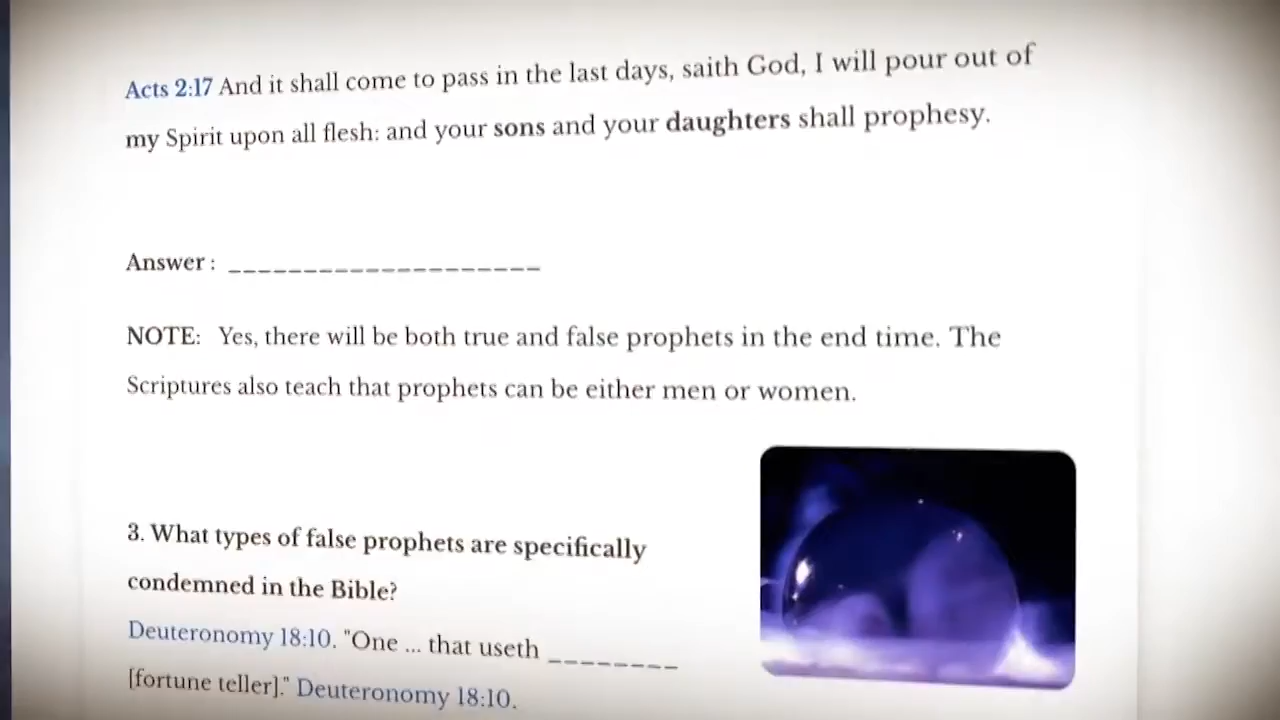 Acts 2:17 And it shall come to pass in the last days, saith God, I will pour out of
my Spirit upon all flesh: and your sons and your daughters shall prophesy.
Answer : ____________________
NOTE: Yes, there will be both true and false prophets in the end time. The
Scriptures also teach that prophets can be either men or women.
3. What types of false prophets are specifically
condemned in the Bible?
Deuteronomy 18:10. "One ... that useth ________
[fortune teller]." Deuteronomy 18:10.